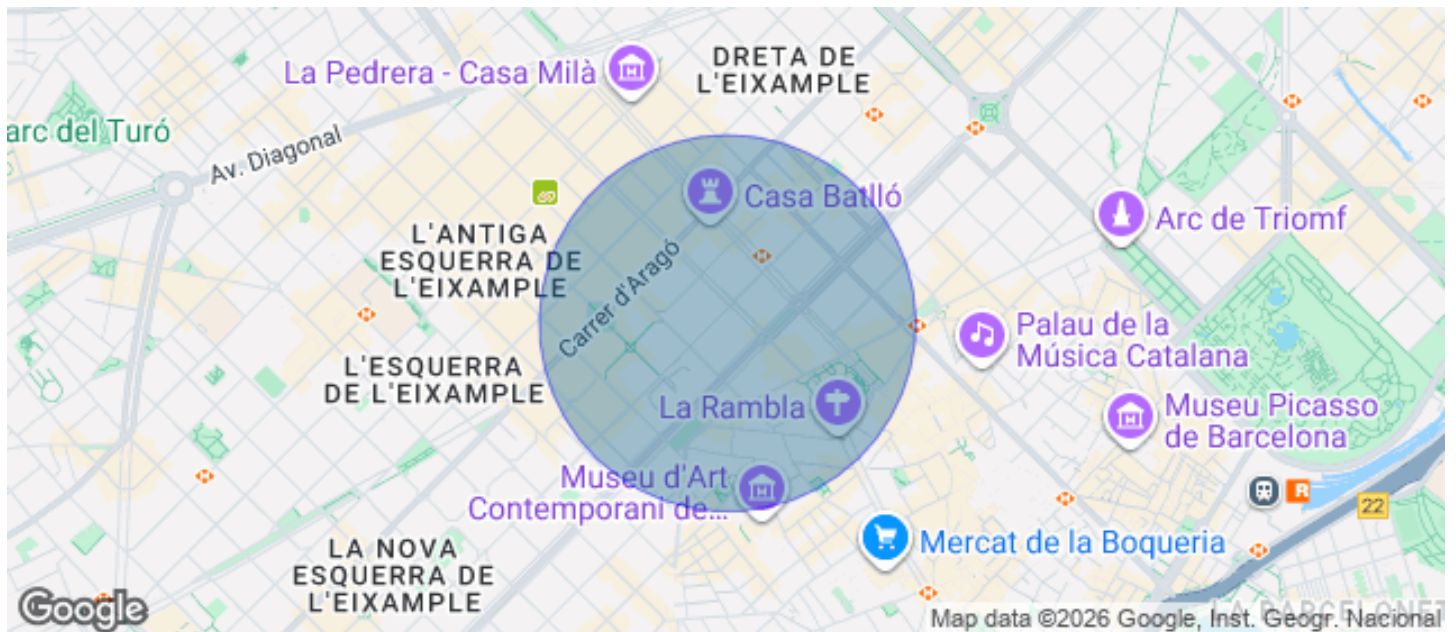 DRETA DE
L'EIXAMPLE
La Pedrera - Casa Milà
arc del Turó
Av. Diagonal
Casa Batlló
Arc de Triomf
L'ANTIGA
ESQUERRA DE
L'EIXAMPLE
Carrer d'Aragó
Palau de la
Música Catalana
L'ESQUERRA
DE L'EIXAMPLE
La Rambla
Museu Picasso
de Barcelona
Museu d'Art
Contemporani de...
R
22
Mercat de la Boqueria
LA NOVA
ESQUERRA DE
L'EIXAMPLE
LA BARCELONET
Google
Map data ©2026 Google, Inst. Geogr. Nacional